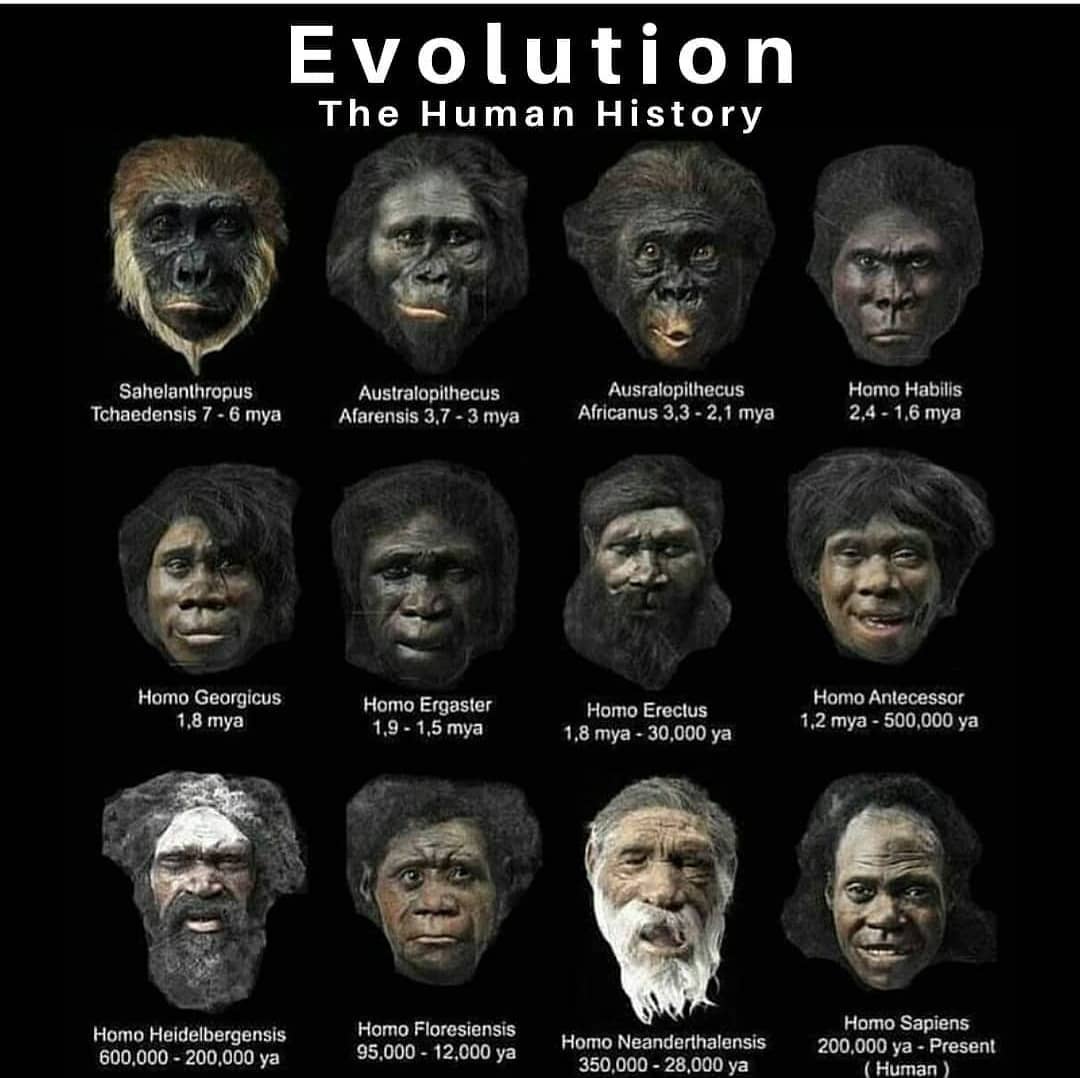 Evolution
The Human History
Sahelanthropus
Tchaedensis 7 - 6 mya
Australopithecus
Afarensis 3,7 - 3 mya
Ausralopithecus
Africanus 3,3 - 2,1 mya
Homo Habilis
2,4 - 1,6 mya
Homo Georgicus
1,8 mya
Homo Ergaster
1,9 - 1,5 mya
Homo Erectus
1,8 mya - 30,000 ya
Homo Antecessor
1,2 mya - 500,000 ya
Homo Heidelbergensis
600,000 - 200,000 ya
Homo Floresiensis
95,000 - 12,000 ya
Homo Neanderthalensis
350,000 - 28,000 ya
Homo Sapiens
200,000 ya - Present
( Human )